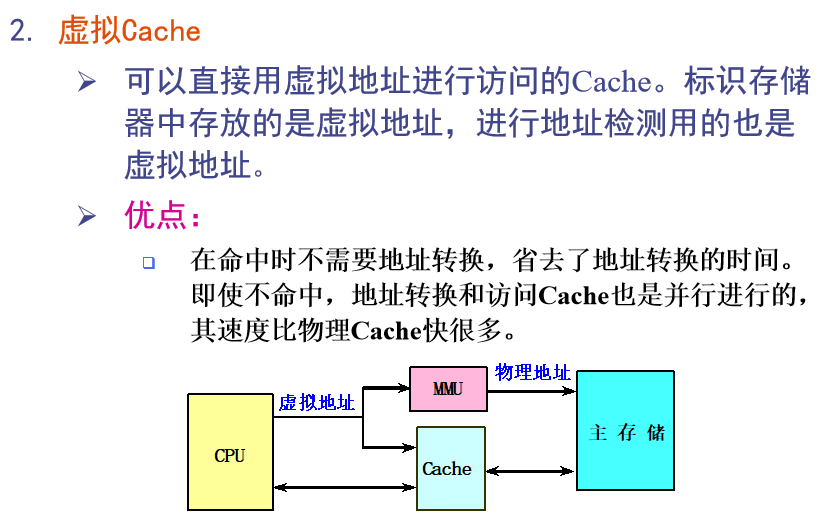 2. 虚拟Cache
可以直接用虚拟地址进行访问的Cache。标识存储
器中存放的是虚拟地址，进行地址检测用的也是
虚拟地址。
优点：
在命中时不需要地址转换，省去了地址转换的时间。
即使不命中，地址转换和访问Cache也是并行进行的，
其速度比物理Cache快很多。
虚拟地址
MMU
物理地址
主 存 储
CPU
Cache